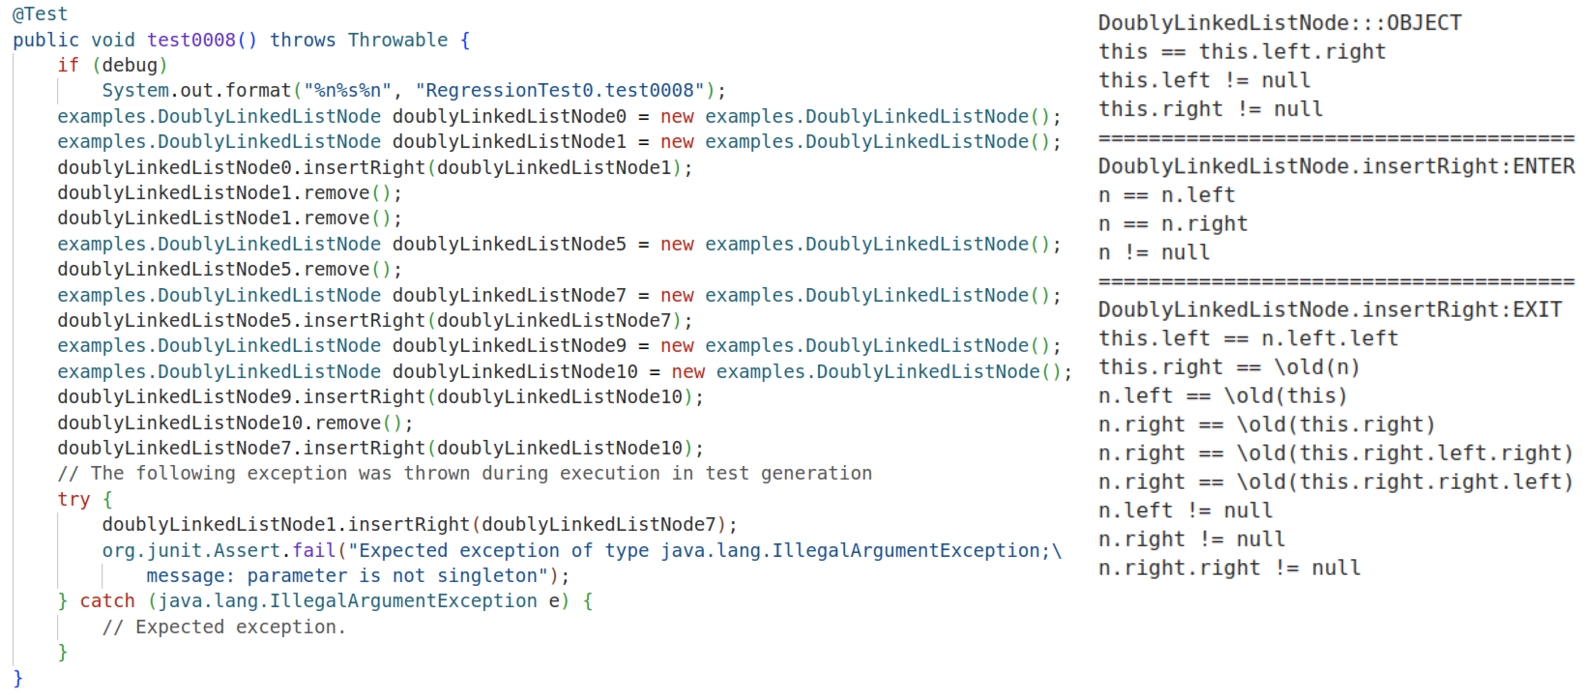 @Test
public void test0008() throws Throwable {
if (debug)
System.out.format("%n%s%n", "RegressionTest0.test0008");
examples.DoublyLinkedListNode doublyLinkedListNode0 = new examples.DoublyLinkedListNode();
examples.DoublyLinkedListNode doublyLinkedListNode1 = new examples.DoublyLinkedListNode();
doublyLinkedListNode0.insertRight(doublyLinkedListNode1);
doublyLinkedListNode1.remove();
doublyLinkedListNode1.remove();
examples.DoublyLinkedListNode doublyLinkedListNode5 = new examples.DoublyLinkedListNode();
doublyLinkedListNode5.remove();
examples.DoublyLinkedListNode doublyLinkedListNode7 = new examples.DoublyLinkedListNode();
doublyLinkedListNode5.insertRight(doublyLinkedListNode7);
examples.DoublyLinkedListNode doublyLinkedListNode9 = new examples.DoublyLinkedListNode();
examples.DoublyLinkedListNode doublyLinkedListNode10 = new examples.DoublyLinkedListNode();
doublyLinkedListNode9.insertRight(doublyLinkedListNode10);
doublyLinkedListNode10.remove();
doublyLinkedListNode7.insertRight(doublyLinkedListNode10);
// The following exception was thrown during execution in test generation
try {
doublyLinkedListNode1.insertRight(doublyLinkedListNode7);
org.junit.Assert.fail("Expected exception of type java.lang.IllegalArgumentException;\
message: parameter is not singleton");
} catch (java.lang.IllegalArgumentException e) {
// Expected exception.
}
}
DoublyLinkedListNode:::OBJECT
this == this.left.right
this.left != null
this.right != null
======================================
DoublyLinkedListNode.insertRight:ENTER
n == n.left
n == n.right
n != null
======================================
DoublyLinkedListNode.insertRight:EXIT
this.left == n.left.left
this.right == \old(n)
n.left == \old(this)
n.right == \old(this.right)
n.right == \old(this.right.left.right)
n.right == \old(this.right.right.left)
n.left != null
n.right != null
n.right.right != null